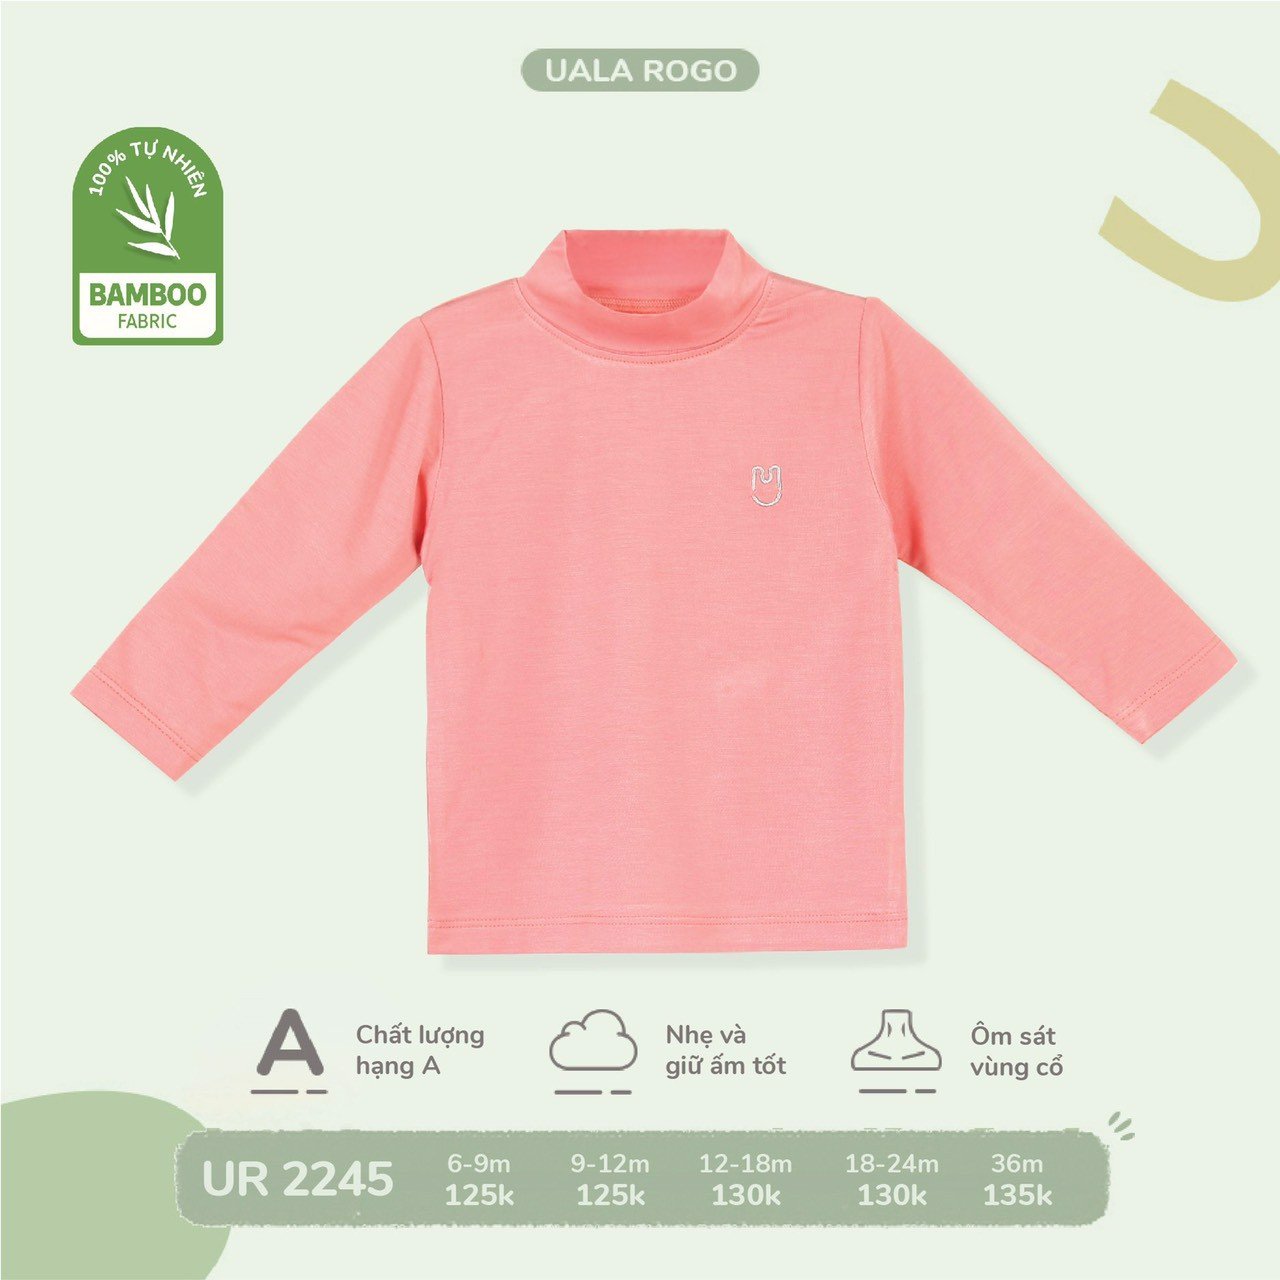 UALA ROGO
100% TỰ NHIÊN
BAMBOO
FABRIC
Chất lượng
hạng A
Nhẹ và
giữ ấm tốt
Ôm sát
vùng cổ
UR 2245
6-9m 9-12m 12-18m 18-24m 36m
125k 125k 130k 130k 135k